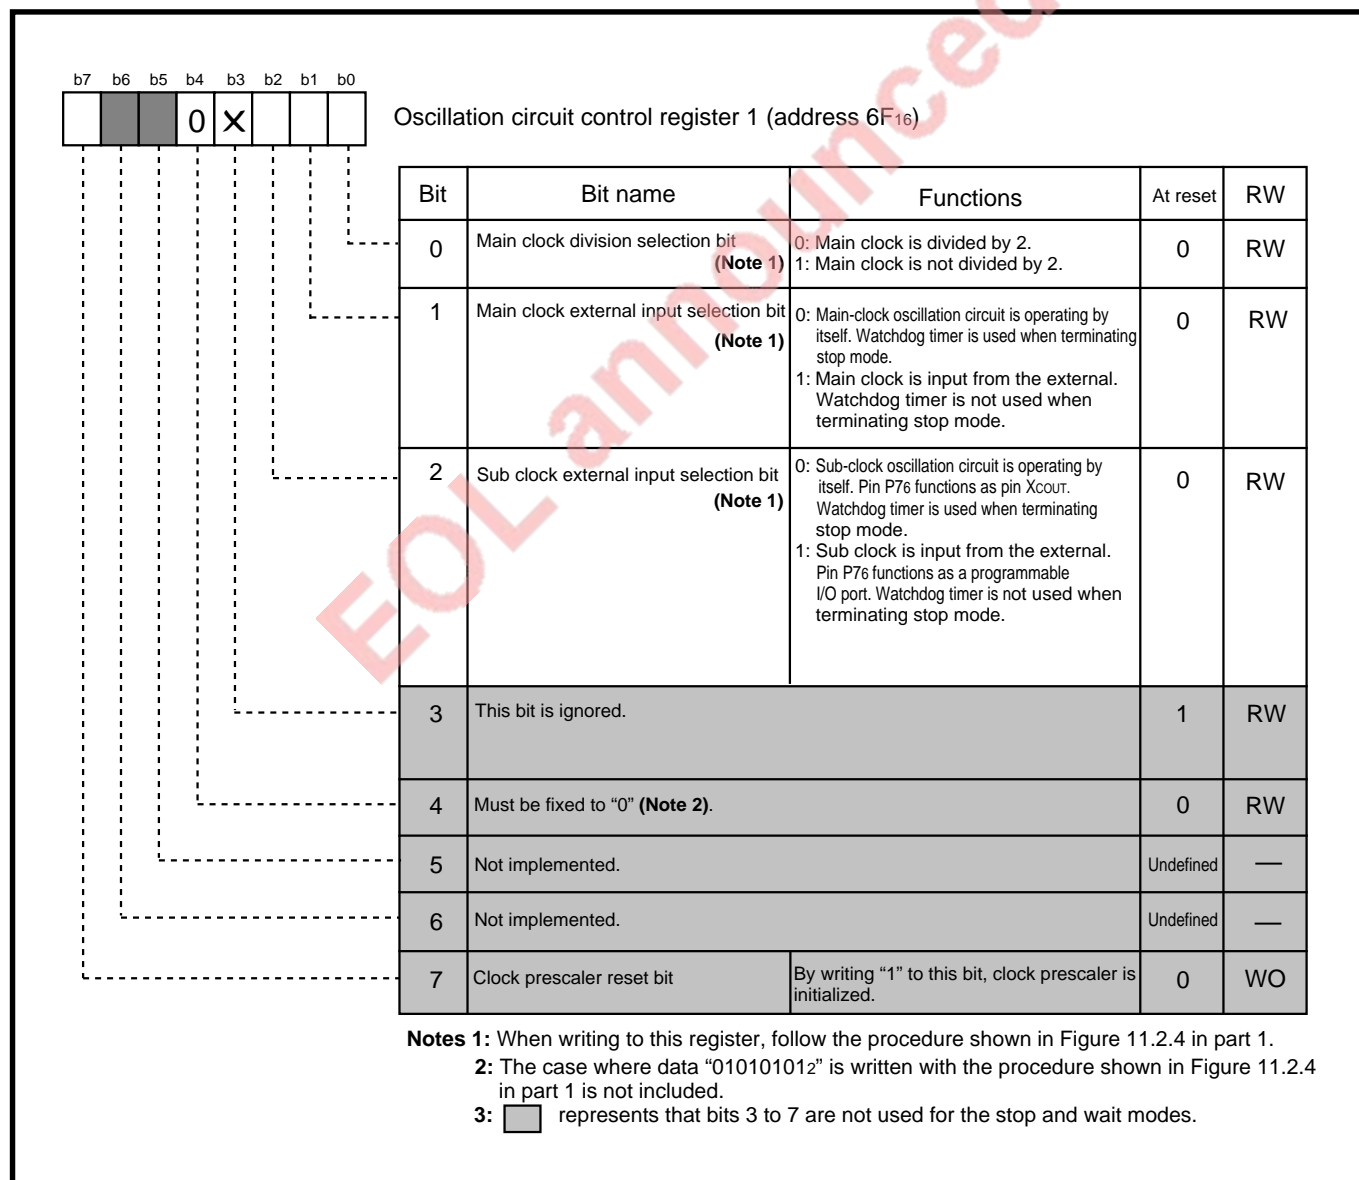 b7 b6 b5 b4 b3 b2 b1 b0
0 X
Oscillation circuit control register 1 (address 6F16)
Bit Bit name Functions At reset RW
0 Main clock division selection bit (Note 1) 0: Main clock is divided by 2. 0 RW
1: Main clock is not divided by 2.
1 Main clock external input selection bit (Note 1) 0: Main-clock oscillation circuit is operating by 0 RW
itself. Watchdog timer is used when terminating
stop mode.
1: Main clock is input from the external.
Watchdog timer is not used when
terminating stop mode.
2 Sub clock external input selection bit (Note 1) 0: Sub-clock oscillation circuit is operating by 0 RW
itself. Pin P76 functions as pin XCOUT.
Watchdog timer is used when terminating
stop mode.
1: Sub clock is input from the external.
Pin P76 functions as a programmable
I/O port. Watchdog timer is not used when
terminating stop mode.
3 This bit is ignored. 1 RW
4 Must be fixed to “0” (Note 2). 0 RW
5 Not implemented. Undefined —
6 Not implemented. Undefined —
7 Clock prescaler reset bit By writing “1” to this bit, clock prescaler is 0 WO
initialized.
Notes 1: When writing to this register, follow the procedure shown in Figure 11.2.4 in part 1.
2: The case where data “010101012” is written with the procedure shown in Figure 11.2.4
in part 1 is not included.
3: represents that bits 3 to 7 are not used for the stop and wait modes.
EOL announced